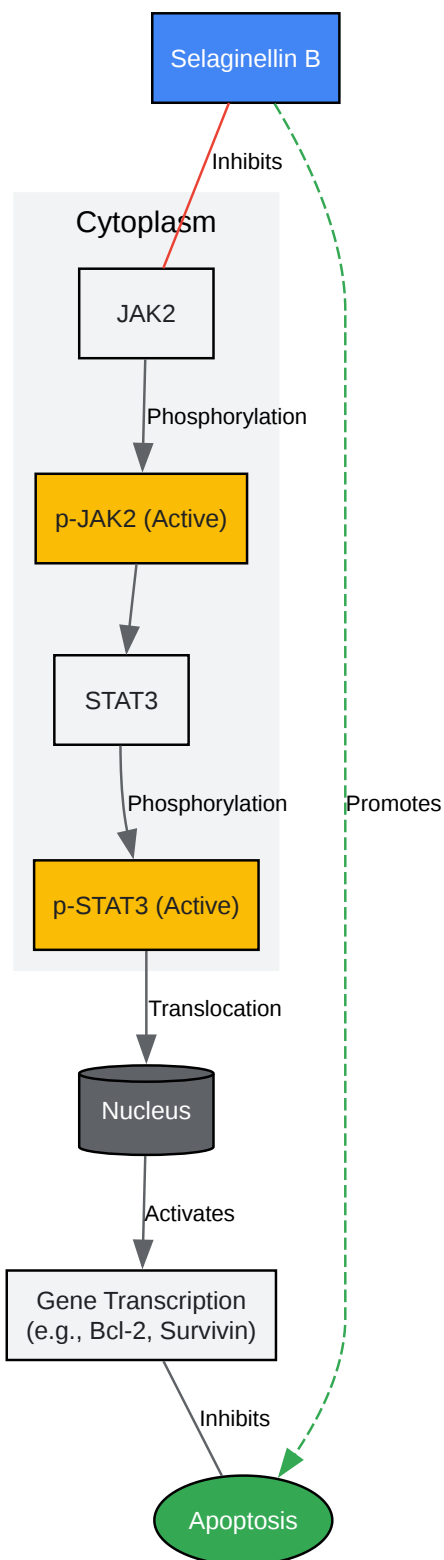 Selaginellin B
Inhibits
Cytoplasm
JAK2
Phosphorylation
p-JAK2 (Active)
STAT3
Phosphorylation
Promotes
p-STAT3 (Active)
Translocation
Nucleus
Activates
Gene Transcription
(e.g., Bcl-2, Survivin)
Inhibits
Apoptosis